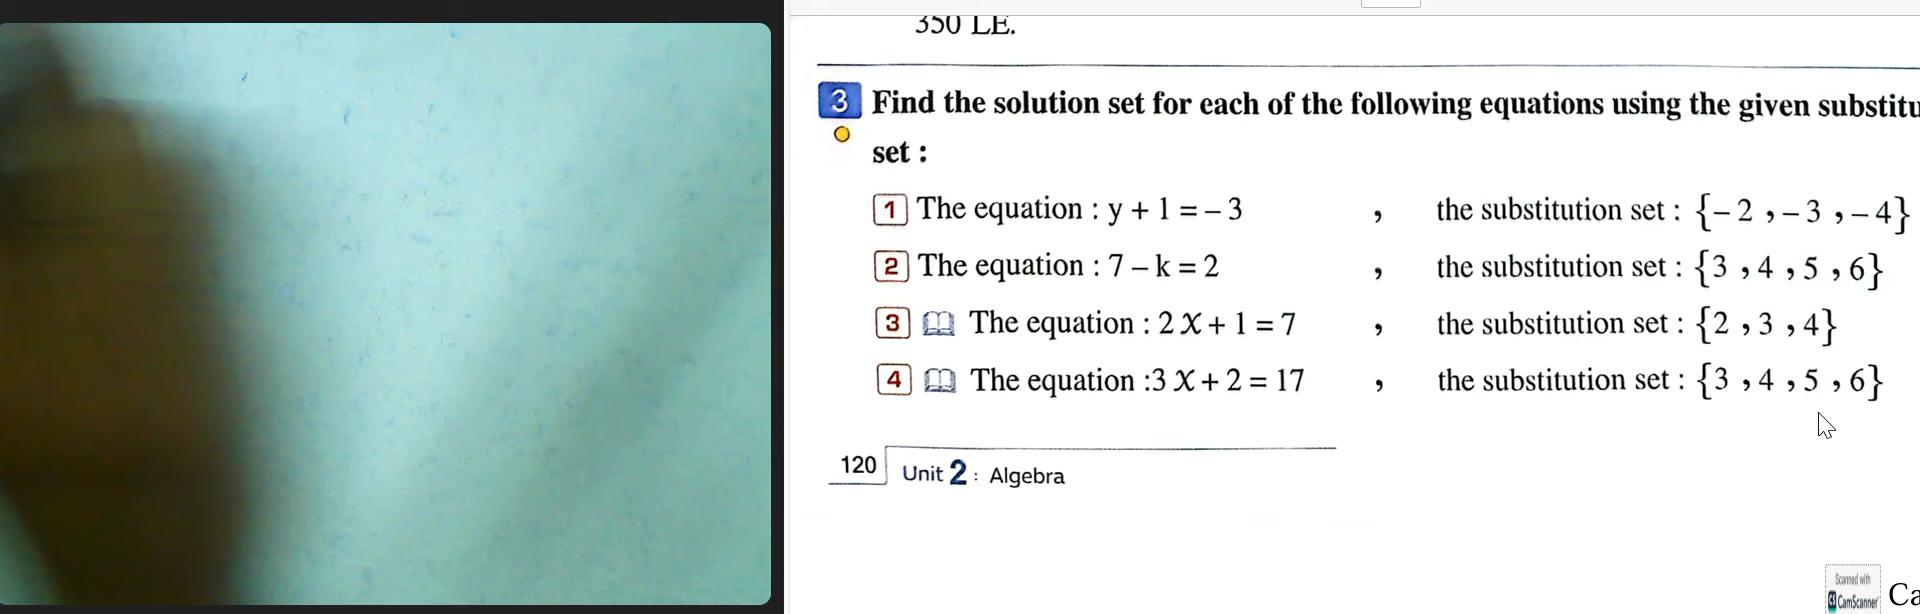 350 LE.
3 Find the solution set for each of the following equations using the given substitu
set :
1 The equation : y + 1 = – 3 , the substitution set : {– 2 , – 3 , – 4}
2 The equation : 7 – k = 2 , the substitution set : {3 , 4 , 5 , 6}
3 The equation : 2 X + 1 = 7 , the substitution set : {2 , 3 , 4}
4 The equation :3 X + 2 = 17 , the substitution set : {3 , 4 , 5 , 6}
120 Unit 2 : Algebra
Scanned with
CS CamScanner Ca